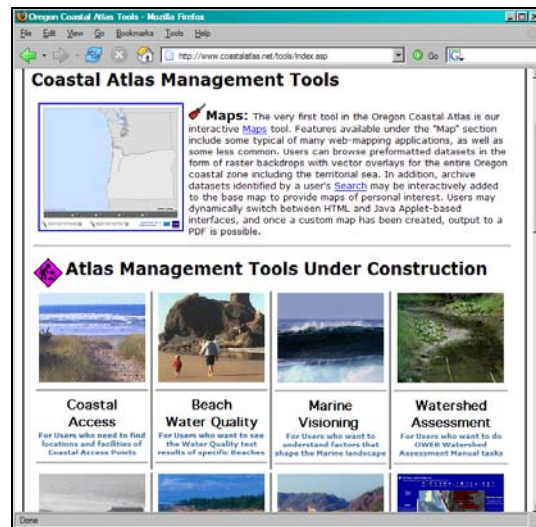 Oregon Coastal Atlas Tools - Mozilla Firefox
File Edit View Go Bookmarks Tools Help
http://www.coastalatlas.net/tools/index.asp Go
Coastal Atlas Management Tools
Maps: The very first tool in the Oregon Coastal Atlas is our
interactive Maps tool. Features available under the "Map" section
include some typical of many web-mapping applications, as well as
some less common. Users can browse preformatted datasets in the
form of raster backdrops with vector overlays for the entire Oregon
coastal zone including the territorial sea. In addition, archive
datasets identified by a user's Search may be interactively added
to the base map to provide maps of personal interest. Users may
dynamically switch between HTML and Java Applet-based
interfaces, and once a custom map has been created, output to a
PDF is possible.
Atlas Management Tools Under Construction
Coastal
Access
For Users who need to find
locations and facilities of
Coastal Access Points
Beach
Water Quality
For Users who want to see
the Water Quality test
results of specific Beaches
Marine
Visioning
For Users who want to
understand factors that
shape the Marine landscape
Watershed
Assessment
For Users who want to do
OWEB Watershed
Assessment Manual tasks
Done